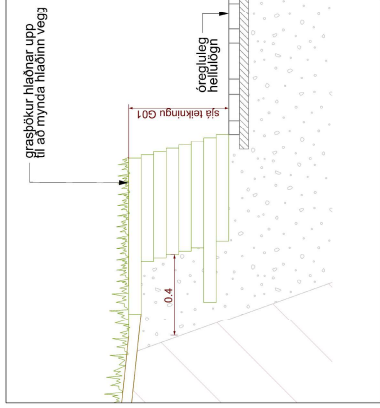 grasþökur hlaðnar upp
til að mynda hlaðinn vegg
óregluleg
hellulögn
sjá teikningu G01
0.4